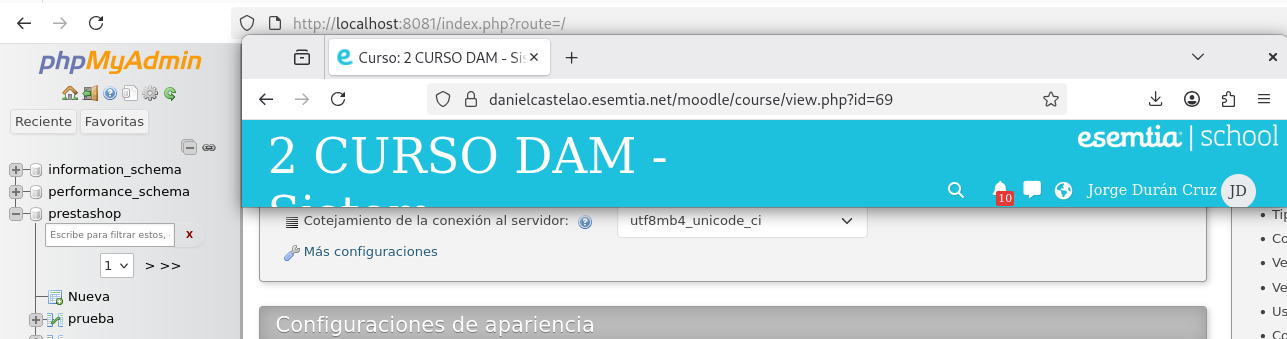 http://localhost:8081/index.php?route=/
phpMyAdmin
Reciente
Favoritas
information_schema
performance_schema
prestashop
Escribe para filtrar estos,
x
1
> >>
Nueva
prueba
Curso: 2 CURSO DAM - Sis
danielcastelao.esemtia.net/moodle/course/view.php?id=69
2 CURSO DAM -
Sistem
esemtia | school
10
Jorge Durán Cruz
JD
Cotejamiento de la conexión al servidor:
utf8mb4_unicode_ci
Más configuraciones
Configuraciones de apariencia
Tip
Co
Ve
Ve
Us
Co